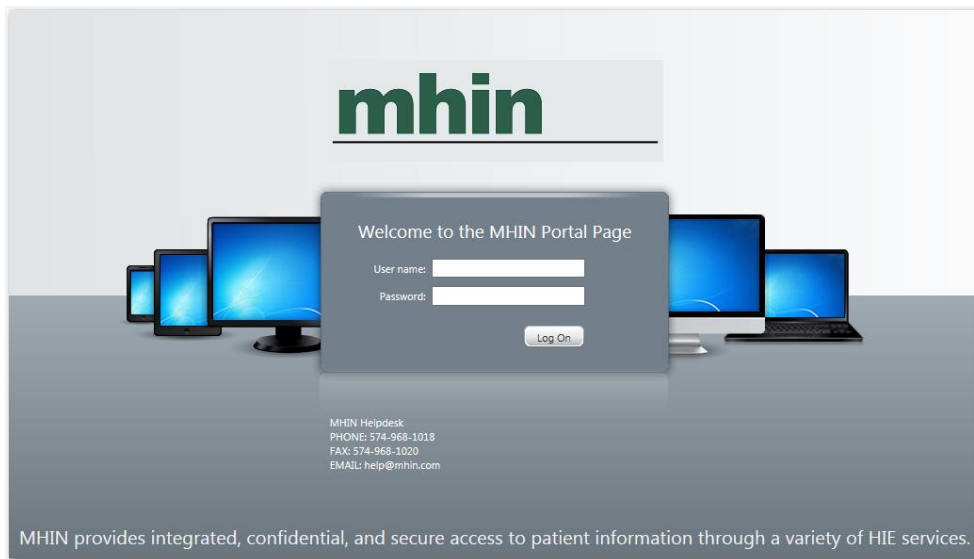 mhin
Welcome to the MHIN Portal Page
User name:
Password:
Log On
MHIN Helpdesk
PHONE: 574-968-1018
FAX: 574-968-1020
EMAIL: help@mhin.com
MHIN provides integrated, confidential, and secure access to patient information through a variety of HIE services.